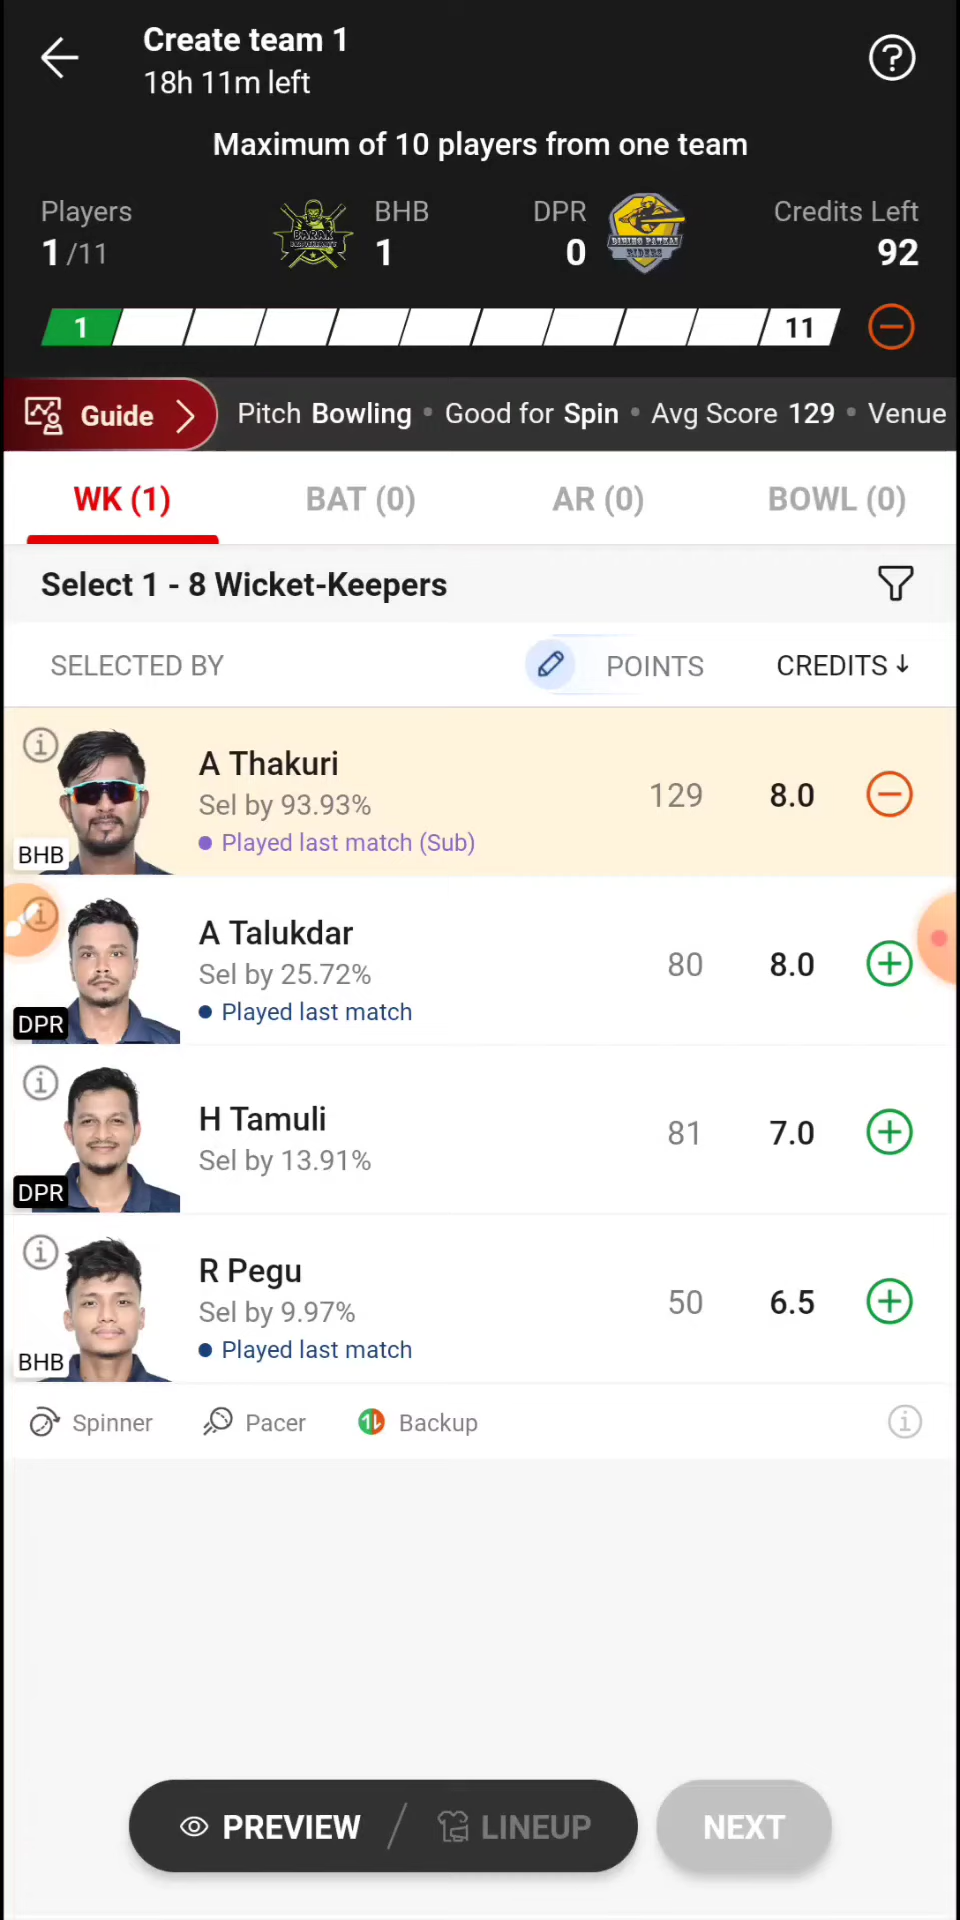 Create team 1
18h 11m left
Maximum of 10 players from one team
Players BHB DPR Credits Left
1/11 1 0 92
BARAK
DIHING PATKAI
RIDERS
1 11
Guide Pitch Bowling • Good for Spin • Avg Score 129 • Venue
WK (1) BAT (0) AR (0) BOWL (0)
Select 1 - 8 Wicket-Keepers
SELECTED BY POINTS CREDITS ↓
A Thakuri
Sel by 93.93% 129 8.0
Played last match (Sub)
BHB
A Talukdar
Sel by 25.72% 80 8.0
Played last match
DPR
H Tamuli
Sel by 13.91% 81 7.0
DPR
R Pegu
Sel by 9.97% 50 6.5
Played last match
BHB
Spinner Pacer Backup
PREVIEW / LINEUP NEXT